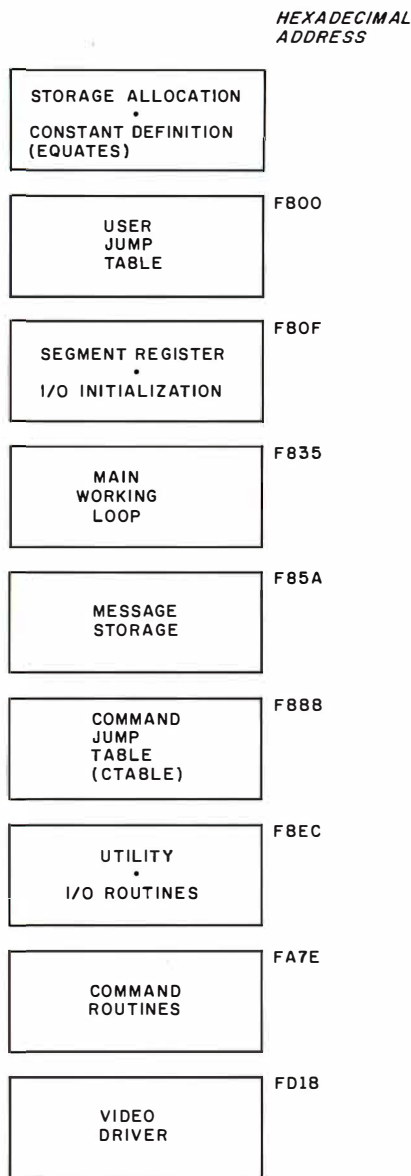 HEXADECIMAL
ADDRESS
STORAGE ALLOCATION
•
CONSTANT DEFINITION
(EQUATES)
F800
USER
JUMP
TABLE
F80F
SEGMENT REGISTER
•
I/O INITIALIZATION
F835
MAIN
WORKING
LOOP
F85A
MESSAGE
STORAGE
F888
COMMAND
JUMP
TABLE
(CTABLE)
F8EC
UTILITY
•
I/O ROUTINES
FA7E
COMMAND
ROUTINES
FD18
VIDEO
DRIVER